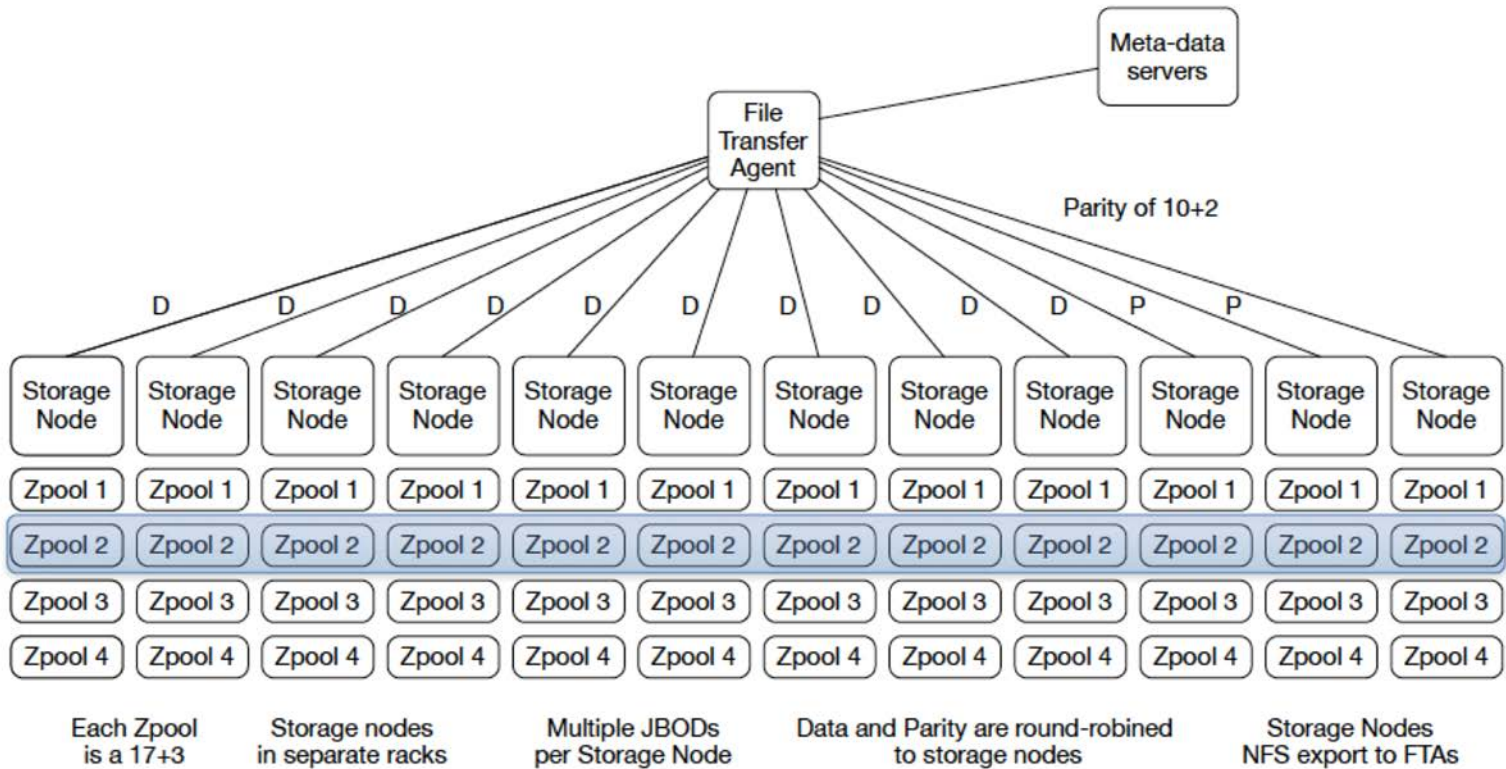 Meta-data
servers
File
Transfer
Agent
Parity of 10+2
D D D D D D D D D D P P
Storage Node Storage Node Storage Node Storage Node Storage Node Storage Node Storage Node Storage Node Storage Node Storage Node Storage Node Storage Node
Zpool 1 Zpool 1 Zpool 1 Zpool 1 Zpool 1 Zpool 1 Zpool 1 Zpool 1 Zpool 1 Zpool 1 Zpool 1 Zpool 1
Zpool 2 Zpool 2 Zpool 2 Zpool 2 Zpool 2 Zpool 2 Zpool 2 Zpool 2 Zpool 2 Zpool 2 Zpool 2 Zpool 2
Zpool 3 Zpool 3 Zpool 3 Zpool 3 Zpool 3 Zpool 3 Zpool 3 Zpool 3 Zpool 3 Zpool 3 Zpool 3 Zpool 3
Zpool 4 Zpool 4 Zpool 4 Zpool 4 Zpool 4 Zpool 4 Zpool 4 Zpool 4 Zpool 4 Zpool 4 Zpool 4 Zpool 4
Each Zpool
is a 17+3
Storage nodes
in separate racks
Multiple JBODs
per Storage Node
Data and Parity are round-robined
to storage nodes
Storage Nodes
NFS export to FTAs